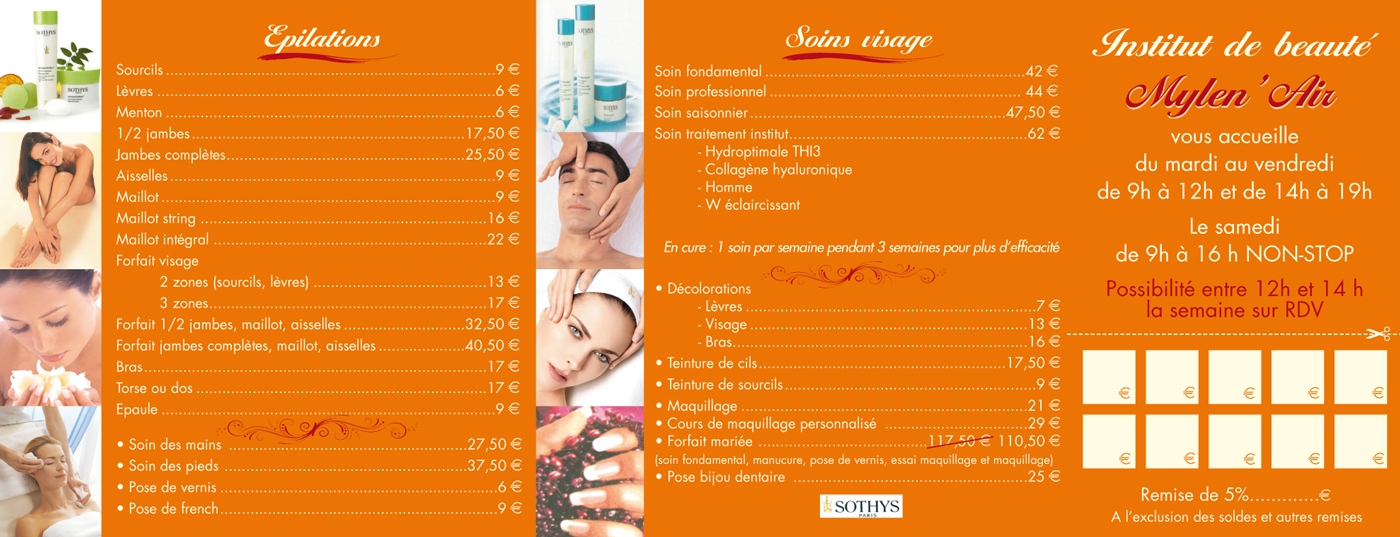 Epilations
Sourcils ... 9 €
Lèvres ... 6 €
Menton ... 6 €
1/2 jambes ... 17,50 €
Jambes complètes ... 25,50 €
Aisselles ... 9 €
Maillot ... 9 €
Maillot string ... 16 €
Maillot intégral ... 22 €
Forfait visage
2 zones (sourcils, lèvres) ... 13 €
3 zones ... 17 €
Forfait 1/2 jambes, maillot, aisselles ... 32,50 €
Forfait jambes complètes, maillot, aisselles ... 40,50 €
Bras ... 17 €
Torse ou dos ... 17 €
Epaule ... 9 €
• Soin des mains ... 27,50 €
• Soin des pieds ... 37,50 €
• Pose de vernis ... 6 €
• Pose de french ... 9 €
Soins visage
Soin fondamental ... 42 €
Soin professionnel ... 44 €
Soin saisonnier ... 47,50 €
Soin traitement institut ... 62 €
- Hydroptimale THI3
- Collagène hyaluronique
- Homme
- W éclaircissant
En cure : 1 soin par semaine pendant 3 semaines pour plus d'efficacité
• Décolorations
- Lèvres ... 7 €
- Visage ... 13 €
- Bras ... 16 €
• Teinture de cils ... 17,50 €
• Teinture de sourcils ... 9 €
• Maquillage ... 21 €
• Cours de maquillage personnalisé ... 29 €
• Forfait mariée ... 117,50 € 110,50 €
(soin fondamental, manucure, pose de vernis, essai maquillage et maquillage)
• Pose bijou dentaire ... 25 €
SOTHYS
PARIS
Institut de beauté
Mylen'Air
vous accueille
du mardi au vendredi
de 9h à 12h et de 14h à 19h
Le samedi
de 9h à 16 h NON-STOP
Possibilité entre 12h et 14 h
la semaine sur RDV
€ € € € €
€ € € € €
Remise de 5%.............€
A l'exclusion des soldes et autres remises
SOTHYS
SOTHYS
SOTHYS